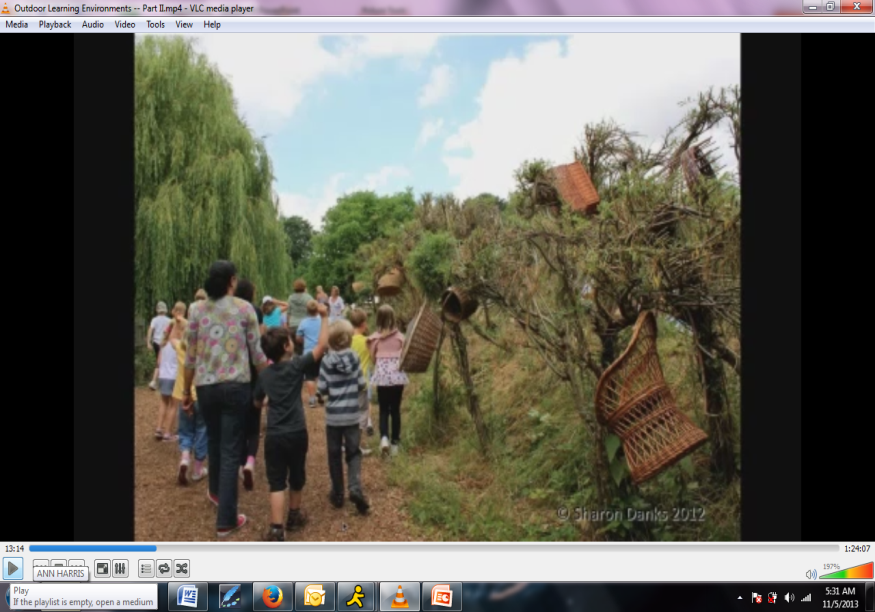 Outdoor Learning Environments -- Part II.mp4 - VLC media player
Media Playback Audio Video Tools View Help
© Sharon Danks 2012
13:14 1:24:07
197%
ANN HARRIS
Play
If the playlist is empty, open a medium
5:31 AM
11/5/2013